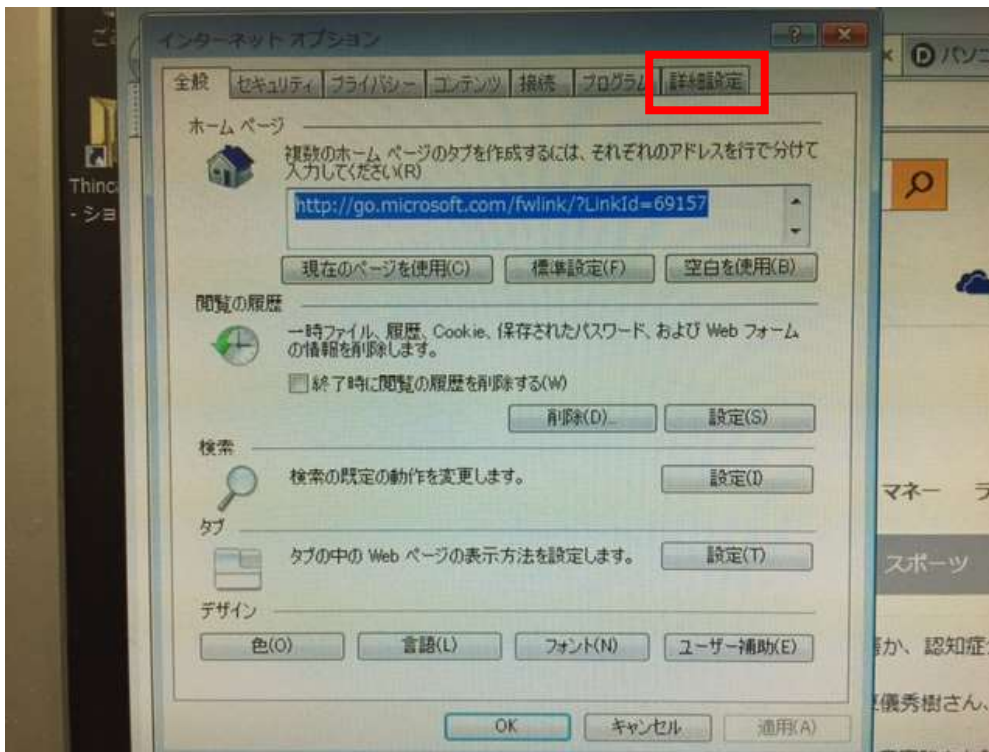 インターネット オプション
全般 セキュリティ プライバシー コンテンツ 接続 プログラム 詳細設定
ホーム ページ
複数のホーム ページのタブを作成するには、それぞれのアドレスを行で分けて
入力してください(R)
http://go.microsoft.com/fwlink/?LinkId=69157
現在のページを使用(C) 標準設定(F) 空白を使用(B)
閲覧の履歴
一時ファイル、履歴、Cookie、保存されたパスワード、および Web フォーム
の情報を削除します。
終了時に閲覧の履歴を削除する(W)
削除(D)... 設定(S)
検索
検索の既定の動作を変更します。 設定(I)
タブ
タブの中の Web ページの表示方法を設定します。 設定(T)
デザイン
色(O) 言語(L) フォント(N) ユーザー補助(E)
OK キャンセル 適用(A)
Thinc
- ショ
パソコ
マネー
スポーツ
か、認知症
儀秀樹さん、